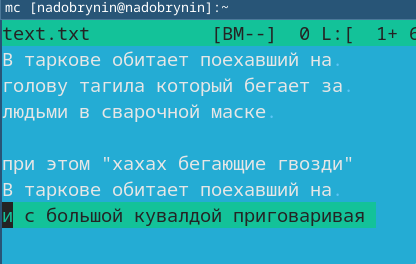 mc [nadobrynin@nadobrynin]:~
text.txt [BM--] 0 L:[ 1+ 6
В таркове обитает поехавший на.
голову тагила который бегает за.
людьми в сварочной маске.
при этом "хахах бегающие гвозди"
В таркове обитает поехавший на.
и с большой кувалдой приговаривая